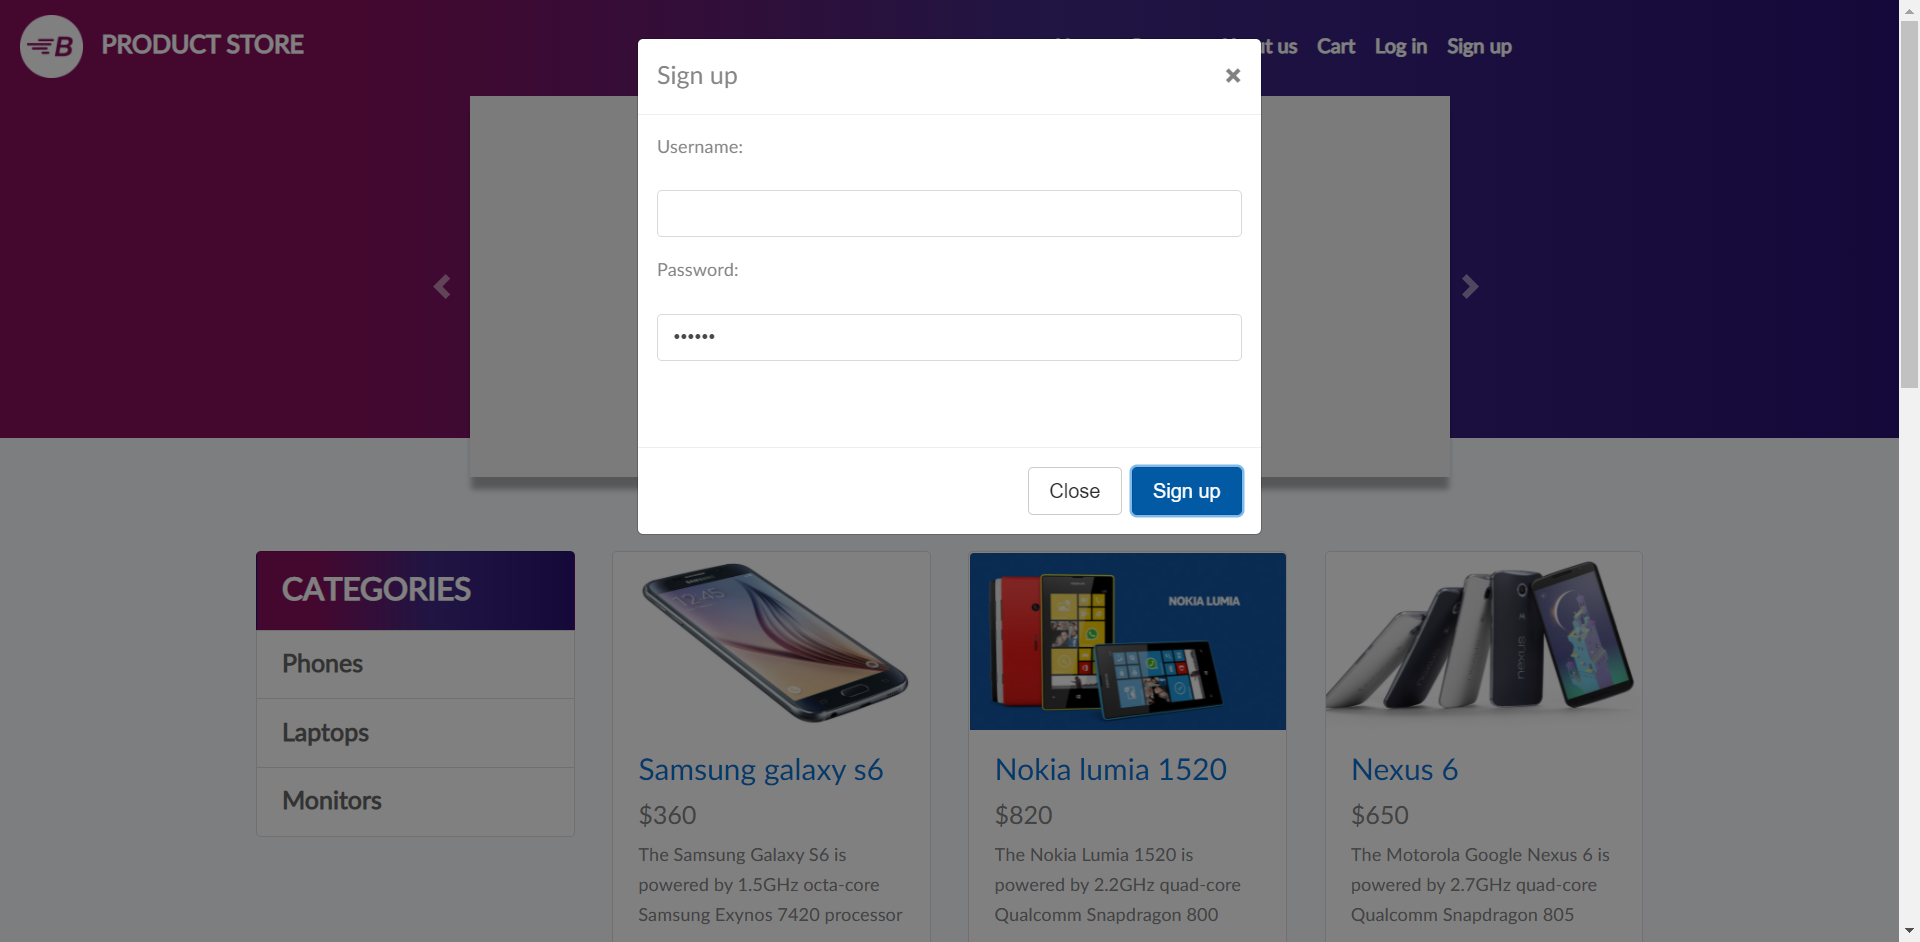 PRODUCT STORE
t us Cart Log in Sign up
Sign up
×
Username:
Password:
••••••
Close Sign up
CATEGORIES
Phones
Laptops
Monitors
12:45
SAMSUNG
NOKIA LUMIA
Samsung galaxy s6
$360
The Samsung Galaxy S6 is
powered by 1.5GHz octa-core
Samsung Exynos 7420 processor
Nokia lumia 1520
$820
The Nokia Lumia 1520 is
powered by 2.2GHz quad-core
Qualcomm Snapdragon 800
Nexus 6
$650
The Motorola Google Nexus 6 is
powered by 2.7GHz quad-core
Qualcomm Snapdragon 805